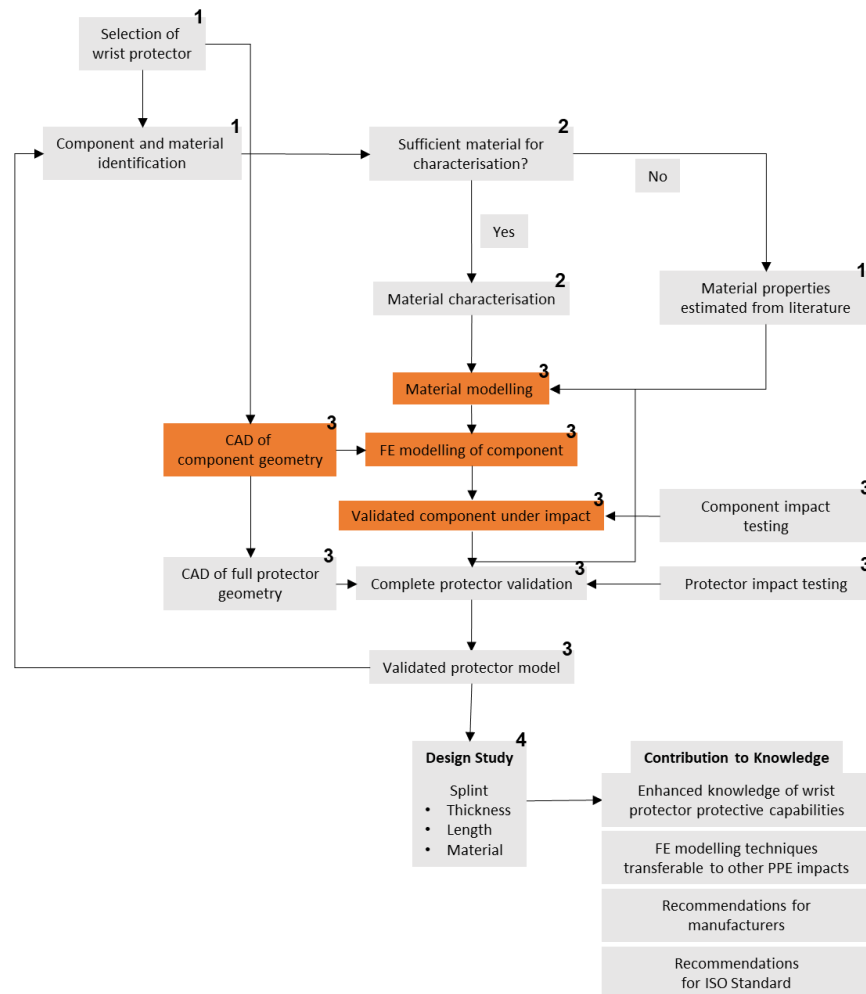 1
Selection of
wrist protector
1
Component and material
identification
2
Sufficient material for
characterisation?
No
Yes
2
Material characterisation
1
Material properties
estimated from literature
3
Material modelling
3
CAD of
component geometry
3
FE modelling of component
3
Validated component under impact
3
Component impact
testing
3
CAD of full protector
geometry
3
Complete protector validation
3
Protector impact testing
3
Validated protector model
4
Design Study
Splint
• Thickness
• Length
• Material
Contribution to Knowledge
Enhanced knowledge of wrist
protector protective capabilities
FE modelling techniques
transferable to other PPE impacts
Recommendations for
manufacturers
Recommendations
for ISO Standard